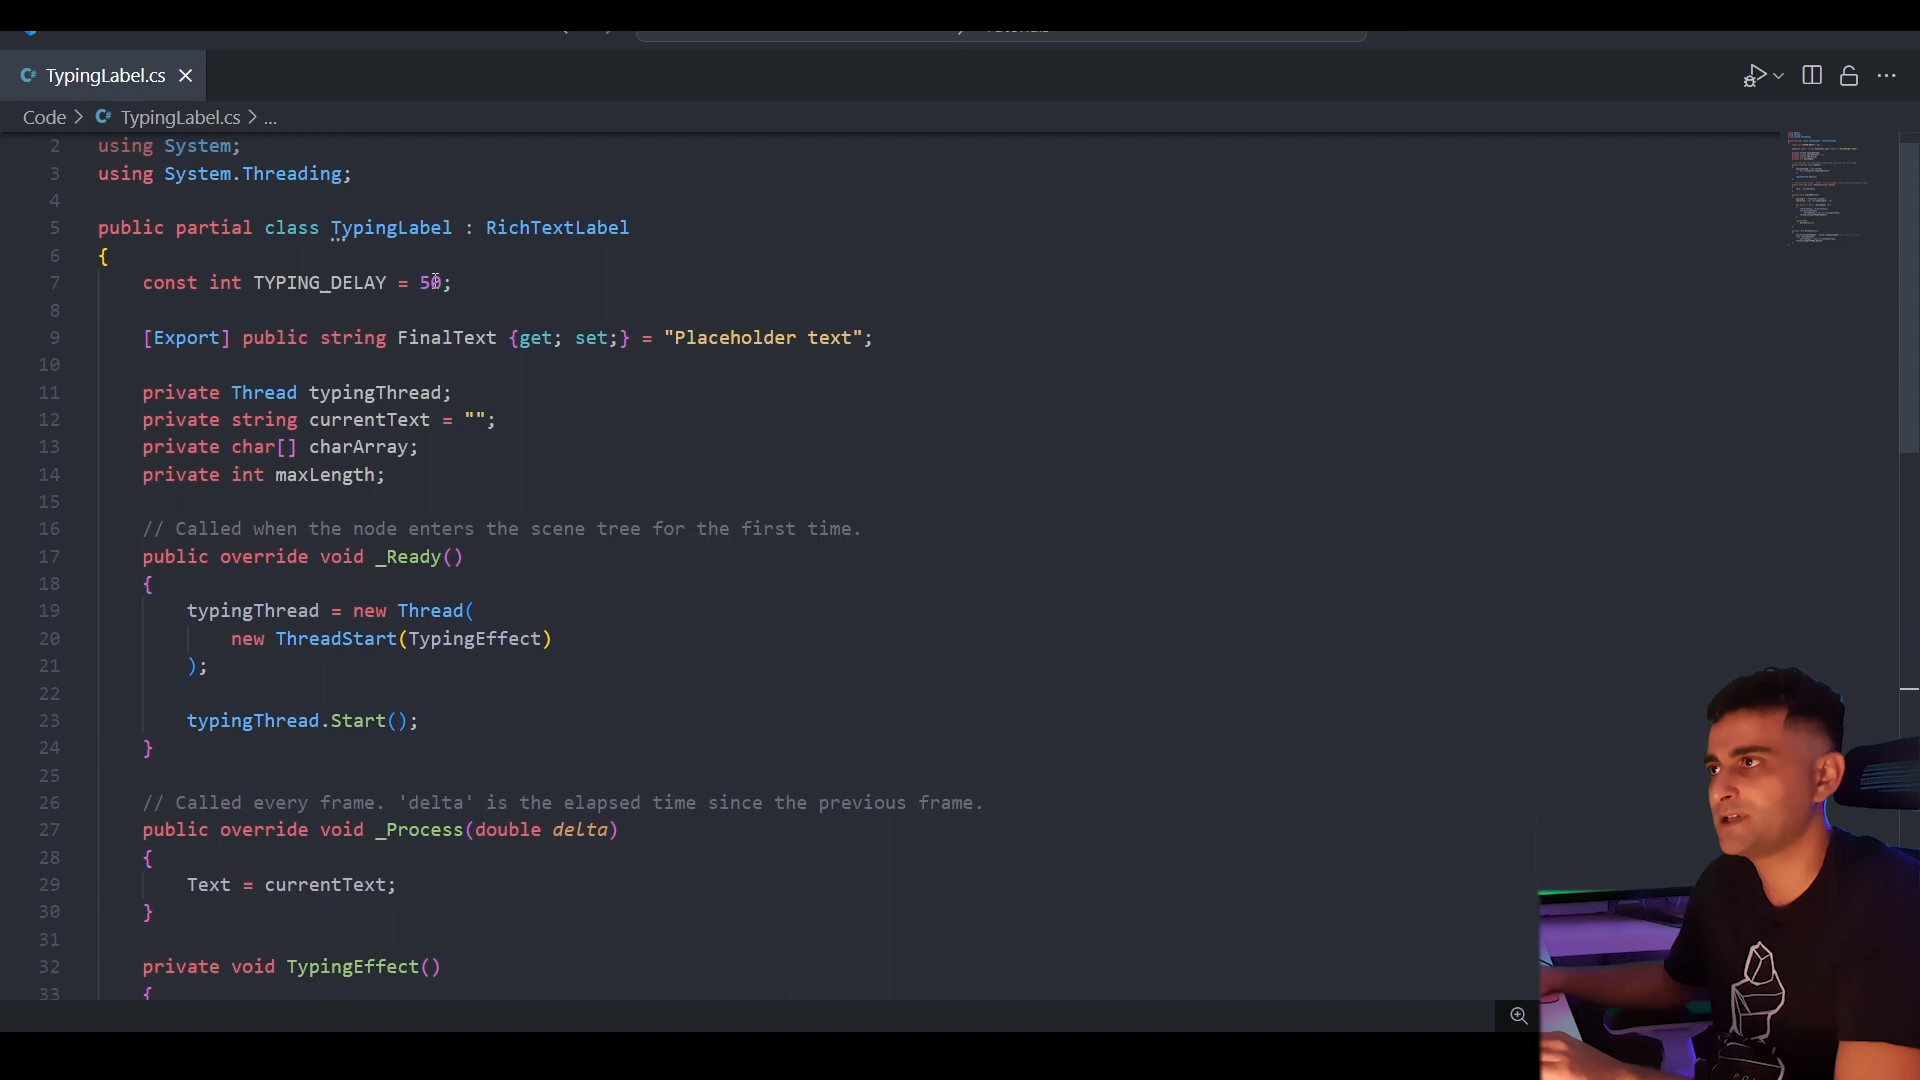 TypingLabel.cs
Code > TypingLabel.cs > ...
2 using System;
3 using System.Threading;
4
5 public partial class TypingLabel : RichTextLabel
6 {
7 const int TYPING_DELAY = 50;
8
9 [Export] public string FinalText {get; set;} = "Placeholder text";
10
11 private Thread typingThread;
12 private string currentText = "";
13 private char[] charArray;
14 private int maxLength;
15
16 // Called when the node enters the scene tree for the first time.
17 public override void _Ready()
18 {
19 typingThread = new Thread(
20 new ThreadStart(TypingEffect)
21 );
22
23 typingThread.Start();
24 }
25
26 // Called every frame. 'delta' is the elapsed time since the previous frame.
27 public override void _Process(double delta)
28 {
29 Text = currentText;
30 }
31
32 private void TypingEffect()
33 {